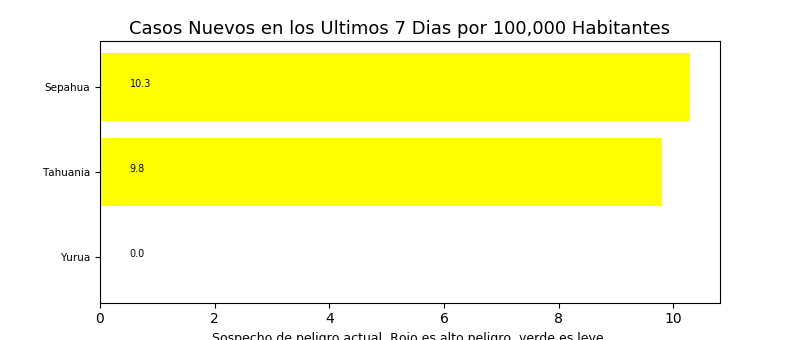 Casos Nuevos en los Ultimos 7 Dias por 100,000 Habitantes
Sepahua
10.3
Tahuania
9.8
Yurua
0.0
0 2 4 6 8 10
Sospecho de peligro actual. Rojo es alto peligro, verde es leve